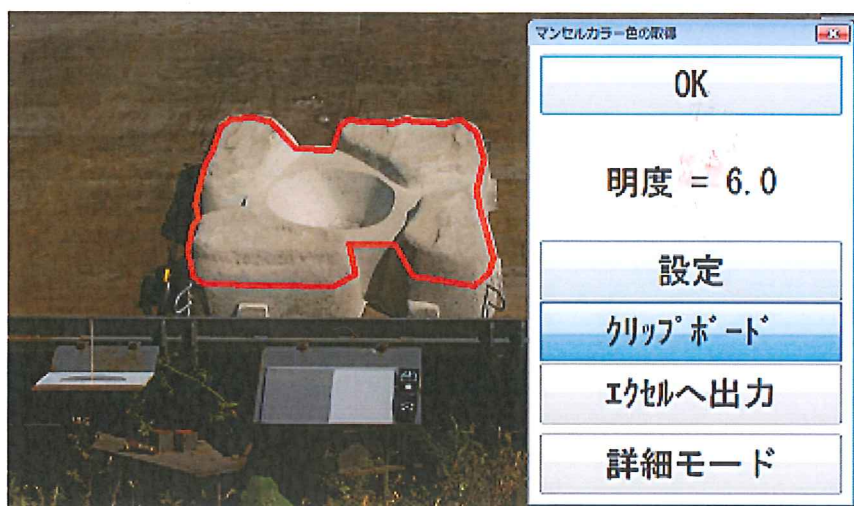 マンセルカラー色の取得
OK
明度 = 6.0
設定
ｸﾘｯﾌﾟﾎﾞｰﾄﾞ
ｴｸｾﾙへ出力
詳細モード